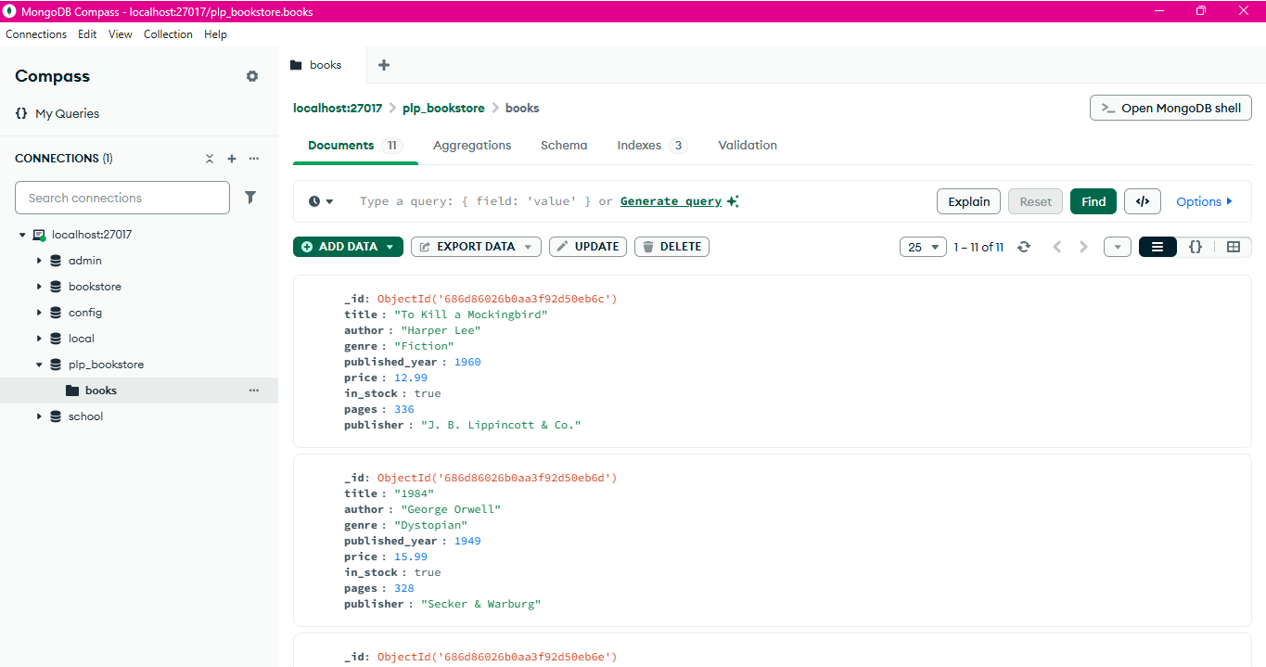 MongoDB Compass - localhost:27017/plp_bookstore.books
Connections Edit View Collection Help
Compass
{} My Queries
CONNECTIONS (1)
Search connections
localhost:27017
admin
bookstore
config
local
plp_bookstore
books
school
books
localhost:27017 > plp_bookstore > books
>_ Open MongoDB shell
Documents 11 Aggregations Schema Indexes 3 Validation
Type a query: { field: 'value' } or Generate query
Explain Reset Find </> Options
ADD DATA EXPORT DATA UPDATE DELETE
25 1 – 11 of 11 {}
_id: ObjectId('686d86026b0aa3f92d50eb6c')
title : "To Kill a Mockingbird"
author : "Harper Lee"
genre : "Fiction"
published_year : 1960
price : 12.99
in_stock : true
pages : 336
publisher : "J. B. Lippincott & Co."
_id: ObjectId('686d86026b0aa3f92d50eb6d')
title : "1984"
author : "George Orwell"
genre : "Dystopian"
published_year : 1949
price : 15.99
in_stock : true
pages : 328
publisher : "Secker & Warburg"
_id: ObjectId('686d86026b0aa3f92d50eb6e')